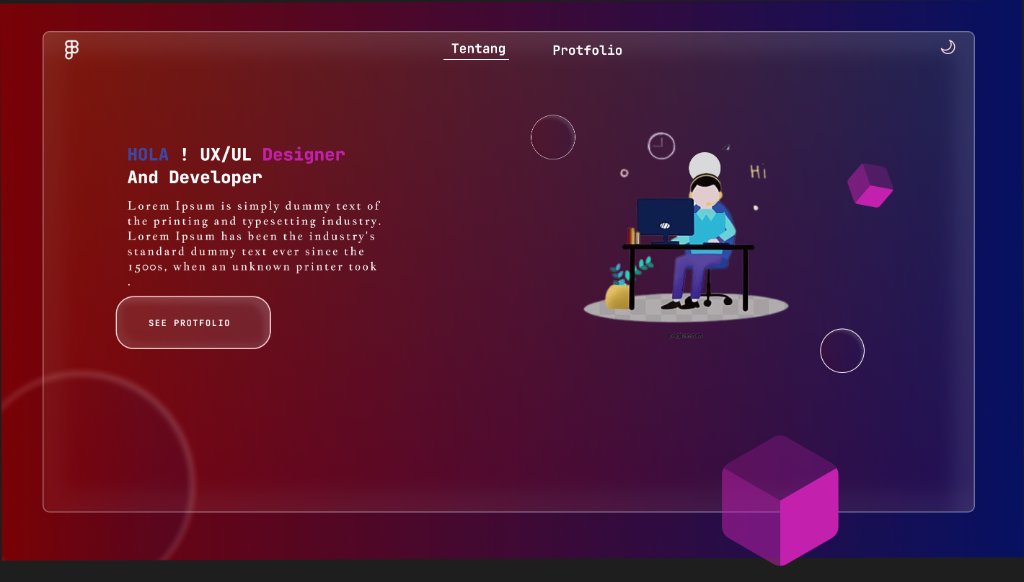 Tentang Protfolio
HOLA ! UX/UL Designer
And Developer
Hi
Lorem Ipsum is simply dummy text of
the printing and typesetting industry.
Lorem Ipsum has been the industry's
standard dummy text ever since the
1500s, when an unknown printer took
.
SEE PROTFOLIO